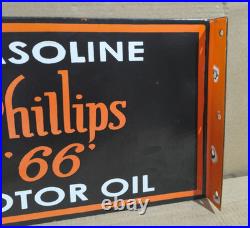 ASOLINE
Phillips
'66'
OTOR OIL